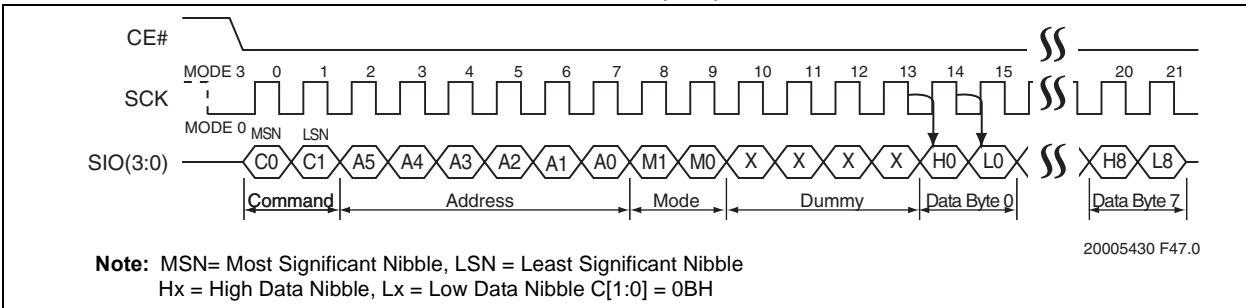 CE#
MODE 3 0 1 2 3 4 5 6 7 8 9 10 11 12 13 14 15 20 21
SCK
MODE 0 MSN LSN
SIO(3:0) C0 C1 A5 A4 A3 A2 A1 A0 M1 M0 X X X X H0 L0 H8 L8
Command Address Mode Dummy Data Byte 0 Data Byte 7
20005430 F47.0
Note: MSN= Most Significant Nibble, LSN = Least Significant Nibble
Hx = High Data Nibble, Lx = Low Data Nibble C[1:0] = 0BH